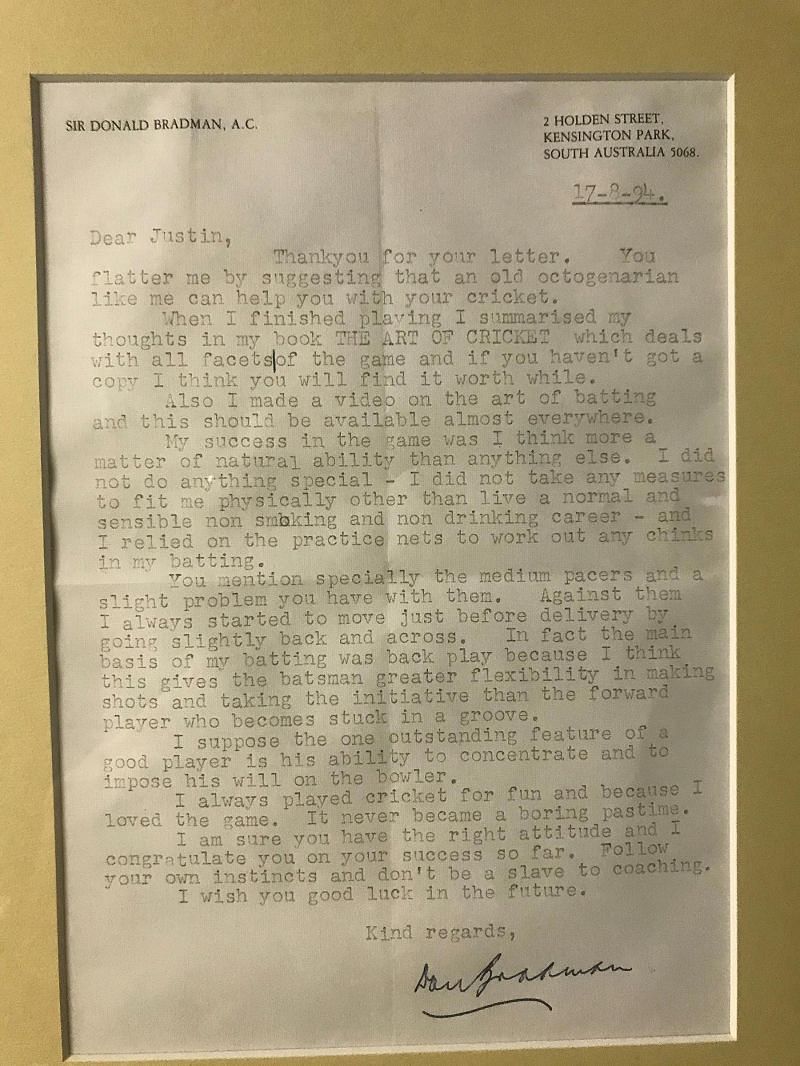 SIR DONALD BRADMAN, A.C.
2 HOLDEN STREET,
KENSINGTON PARK,
SOUTH AUSTRALIA 5068.
17-8-94.
Dear Justin,
Thankyou for your letter. You
flatter me by suggesting that an old octogenarian
like me can help you with your cricket.
When I finished playing I summarised my
thoughts in my book THE ART OF CRICKET which deals
with all facets|of the game and if you haven't got a
copy I think you will find it worth while.
Also I made a video on the art of batting
and this should be available almost everywhere.
My success in the game was I think more a
matter of natural ability than anything else. I did
not do anything special - I did not take any measures
to fit me physically other than live a normal and
sensible non smoking and non drinking career - and
I relied on the practice nets to work out any chinks
in my batting.
You mention specially the medium pacers and a
slight problem you have with them. Against them
I always started to move just before delivery by
going slightly back and across. In fact the main
basis of my batting was back play because I think
this gives the batsman greater flexibility in making
shots and taking the initiative than the forward
player who becomes stuck in a groove.
I suppose the one outstanding feature of a
good player is his ability to concentrate and to
impose his will on the bowler.
I always played cricket for fun and because I
loved the game. It never became a boring pastime.
I am sure you have the right attitude and I
congratulate you on your success so far. Follow
your own instincts and don't be a slave to coaching.
I wish you good luck in the future.
Kind regards,
Don Bradman